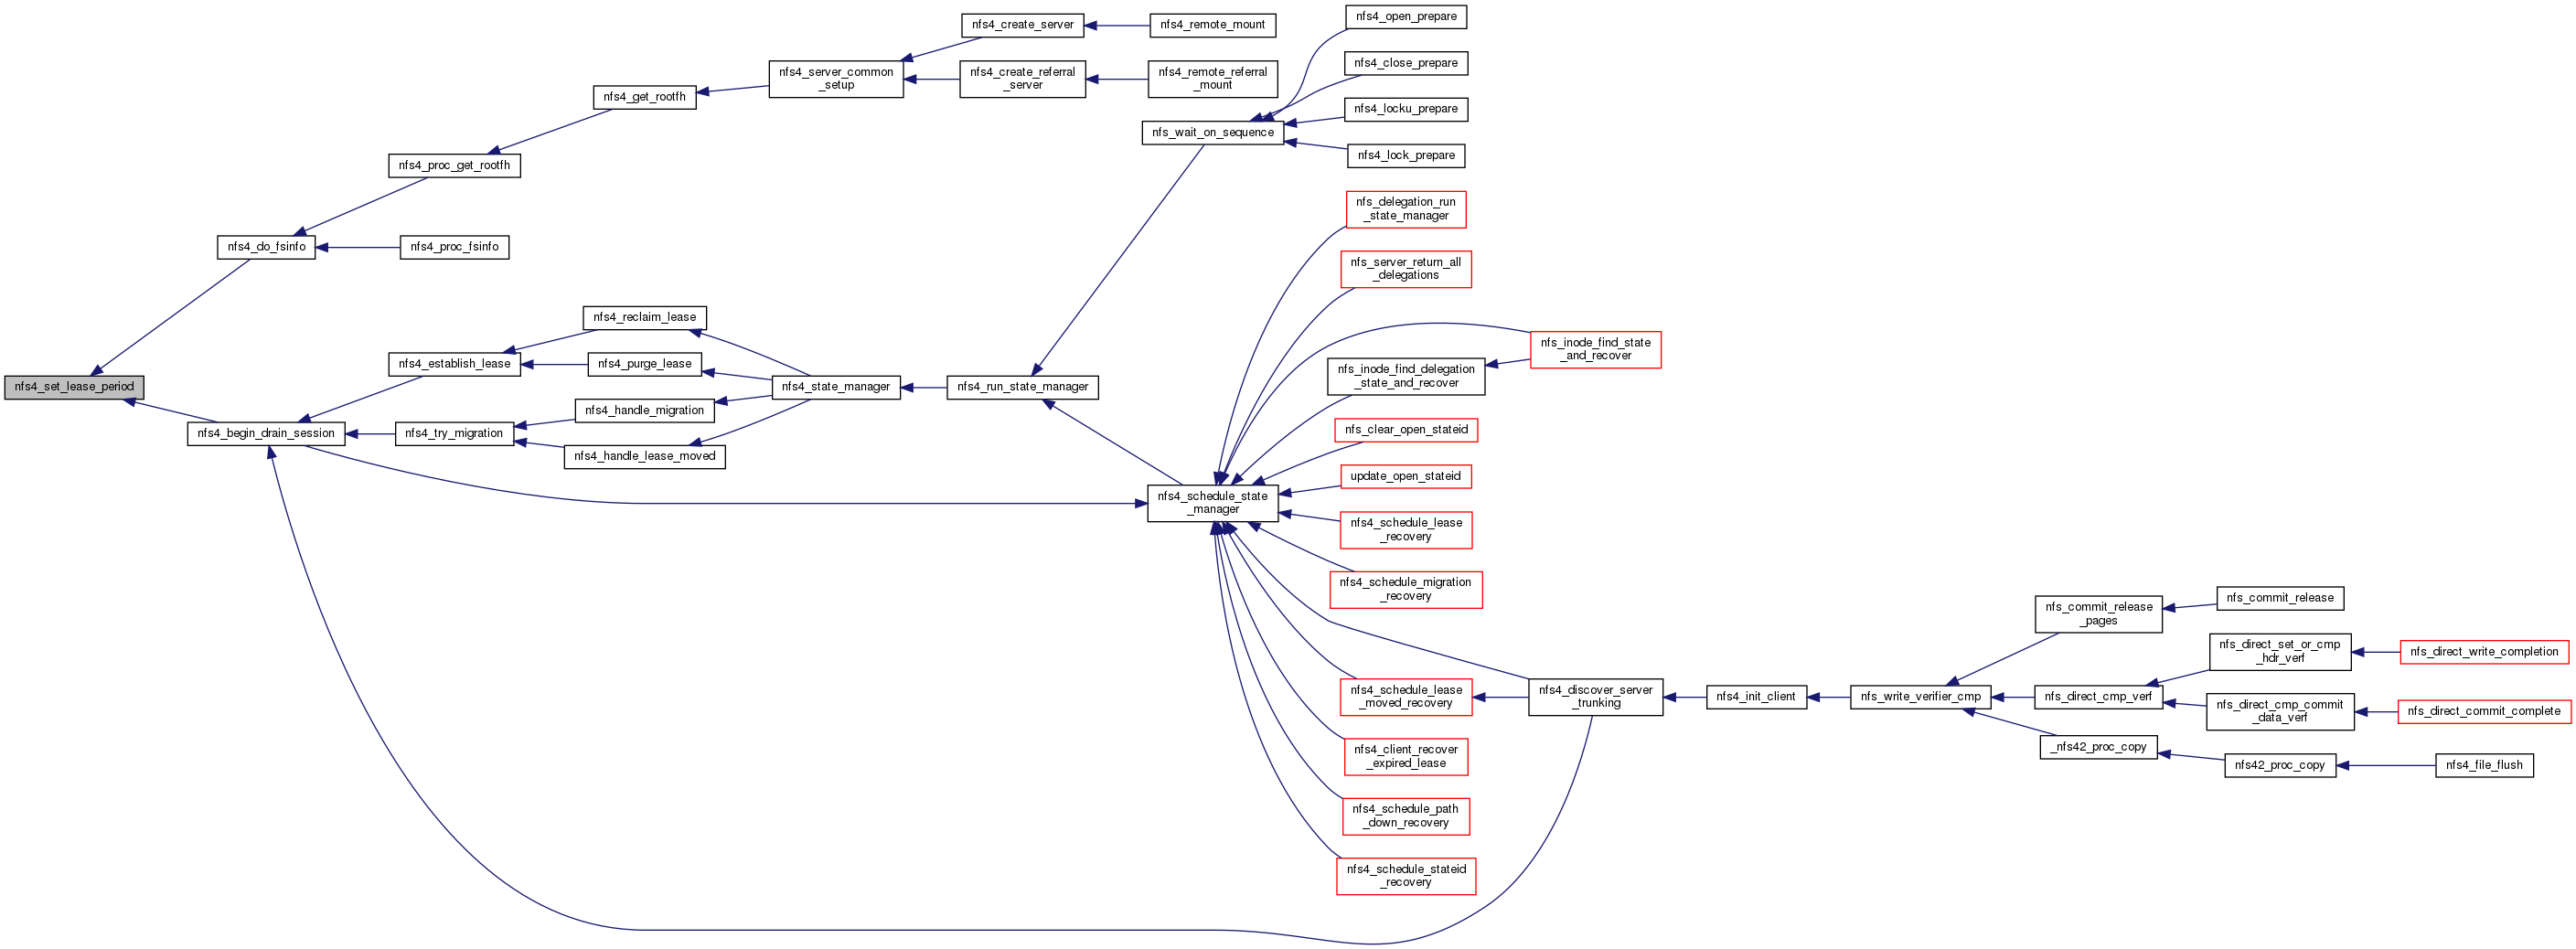 nfs4_set_lease_period
nfs4_do_fsinfo
nfs4_begin_drain_session
nfs4_proc_get_rootfh
nfs4_proc_fsinfo
nfs4_establish_lease
nfs4_try_migration
nfs4_get_rootfh
nfs4_reclaim_lease
nfs4_purge_lease
nfs4_handle_migration
nfs4_handle_lease_moved
nfs4_server_common
_setup
nfs4_state_manager
nfs4_create_server
nfs4_create_referral
_server
nfs4_run_state_manager
nfs4_remote_mount
nfs4_remote_referral
_mount
nfs_wait_on_sequence
nfs4_schedule_state
_manager
nfs4_open_prepare
nfs4_close_prepare
nfs4_locku_prepare
nfs4_lock_prepare
nfs_delegation_run
_state_manager
nfs_server_return_all
_delegations
nfs_inode_find_delegation
_state_and_recover
nfs_clear_open_stateid
update_open_stateid
nfs4_schedule_lease
_recovery
nfs4_schedule_migration
_recovery
nfs4_schedule_lease
_moved_recovery
nfs4_client_recover
_expired_lease
nfs4_schedule_path
_down_recovery
nfs4_schedule_stateid
_recovery
nfs_inode_find_state
_and_recover
nfs4_discover_server
_trunking
nfs4_init_client
nfs_write_verifier_cmp
nfs_commit_release
_pages
nfs_direct_cmp_verf
_nfs42_proc_copy
nfs_commit_release
nfs_direct_set_or_cmp
_hdr_verf
nfs_direct_cmp_commit
_data_verf
nfs42_proc_copy
nfs_direct_write_completion
nfs_direct_commit_complete
nfs4_file_flush